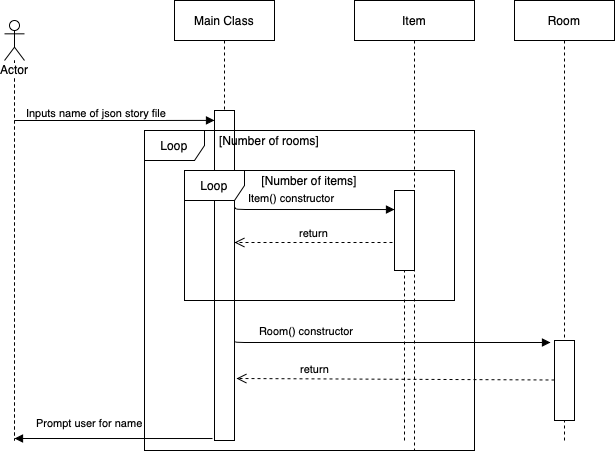 Main Class
Item
Room
Actor
Inputs name of json story file
Loop
[Number of rooms]
Loop
[Number of items]
Item() constructor
return
Room() constructor
return
Prompt user for name